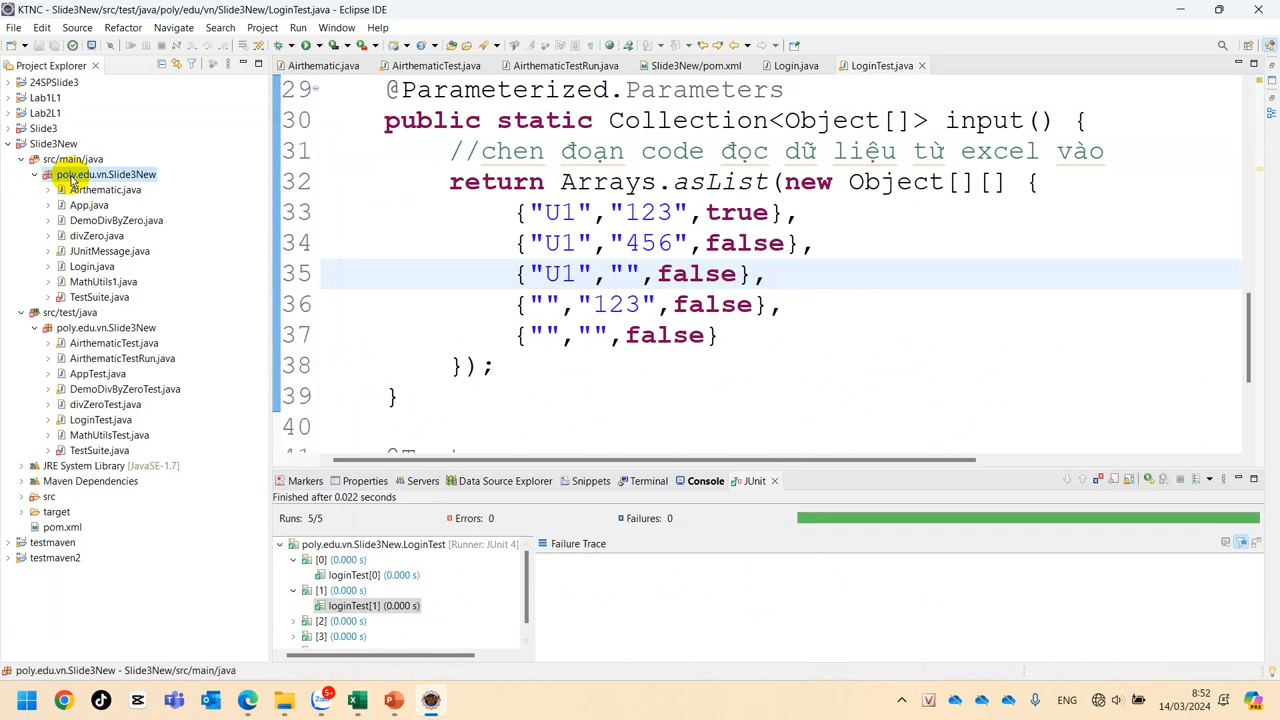 KTNC - Slide3New/src/test/java/poly/edu/vn/Slide3New/LoginTest.java - Eclipse IDE
File Edit Source Refactor Navigate Search Project Run Window Help
Project Explorer
24SPSlide3
Lab1L1
Lab2L1
Slide3
Slide3New
src/main/java
poly.edu.vn.Slide3New
Airthematic.java
App.java
DemoDivByZero.java
divZero.java
JUnitMessage.java
Login.java
MathUtils1.java
TestSuite.java
src/test/java
poly.edu.vn.Slide3New
AirthematicTest.java
AirthematicTestRun.java
AppTest.java
DemoDivByZeroTest.java
divZeroTest.java
LoginTest.java
MathUtilsTest.java
TestSuite.java
JRE System Library [JavaSE-1.7]
Maven Dependencies
src
target
pom.xml
testmaven
testmaven2
Airthematic.java AirthematicTest.java AirthematicTestRun.java Slide3New/pom.xml Login.java LoginTest.java
29 @Parameterized.Parameters
30 public static Collection<Object[]> input() {
31 //chen đoạn code đọc dữ liệu từ excel vào
32 return Arrays.asList(new Object[][] {
33 {"U1","123",true},
34 {"U1","456",false},
35 {"U1","",false},
36 {"","123",false},
37 {"","",false}
38 });
39 }
40
Markers Properties Servers Data Source Explorer Snippets Terminal Console JUnit
Finished after 0.022 seconds
Runs: 5/5 Errors: 0 Failures: 0
poly.edu.vn.Slide3New.LoginTest [Runner: JUnit 4]
[0] (0.000 s)
loginTest[0] (0.000 s)
[1] (0.000 s)
loginTest[1] (0.000 s)
[2] (0.000 s)
[3] (0.000 s)
Failure Trace
poly.edu.vn.Slide3New - Slide3New/src/main/java
Zalo 5+
ENG
8:52
14/03/2024
PRE